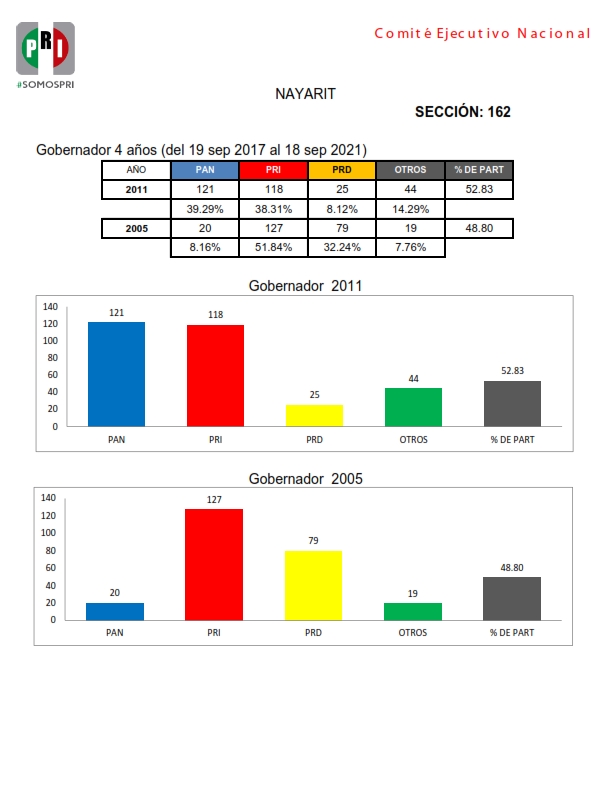 Comité Ejecutivo Nacional
PRI
#SOMOSPRI
NAYARIT
SECCIÓN: 162
Gobernador 4 años (del 19 sep 2017 al 18 sep 2021)
AÑO PAN PRI PRD OTROS % DE PART
2011 121 118 25 44 52.83
39.29% 38.31% 8.12% 14.29%
2005 20 127 79 19 48.80
8.16% 51.84% 32.24% 7.76%
Gobernador 2011
140
120
100
80
60
40
20
0
121
118
25
44
52.83
PAN PRI PRD OTROS % DE PART
Gobernador 2005
140
120
100
80
60
40
20
0
20
127
79
19
48.80
PAN PRI PRD OTROS % DE PART